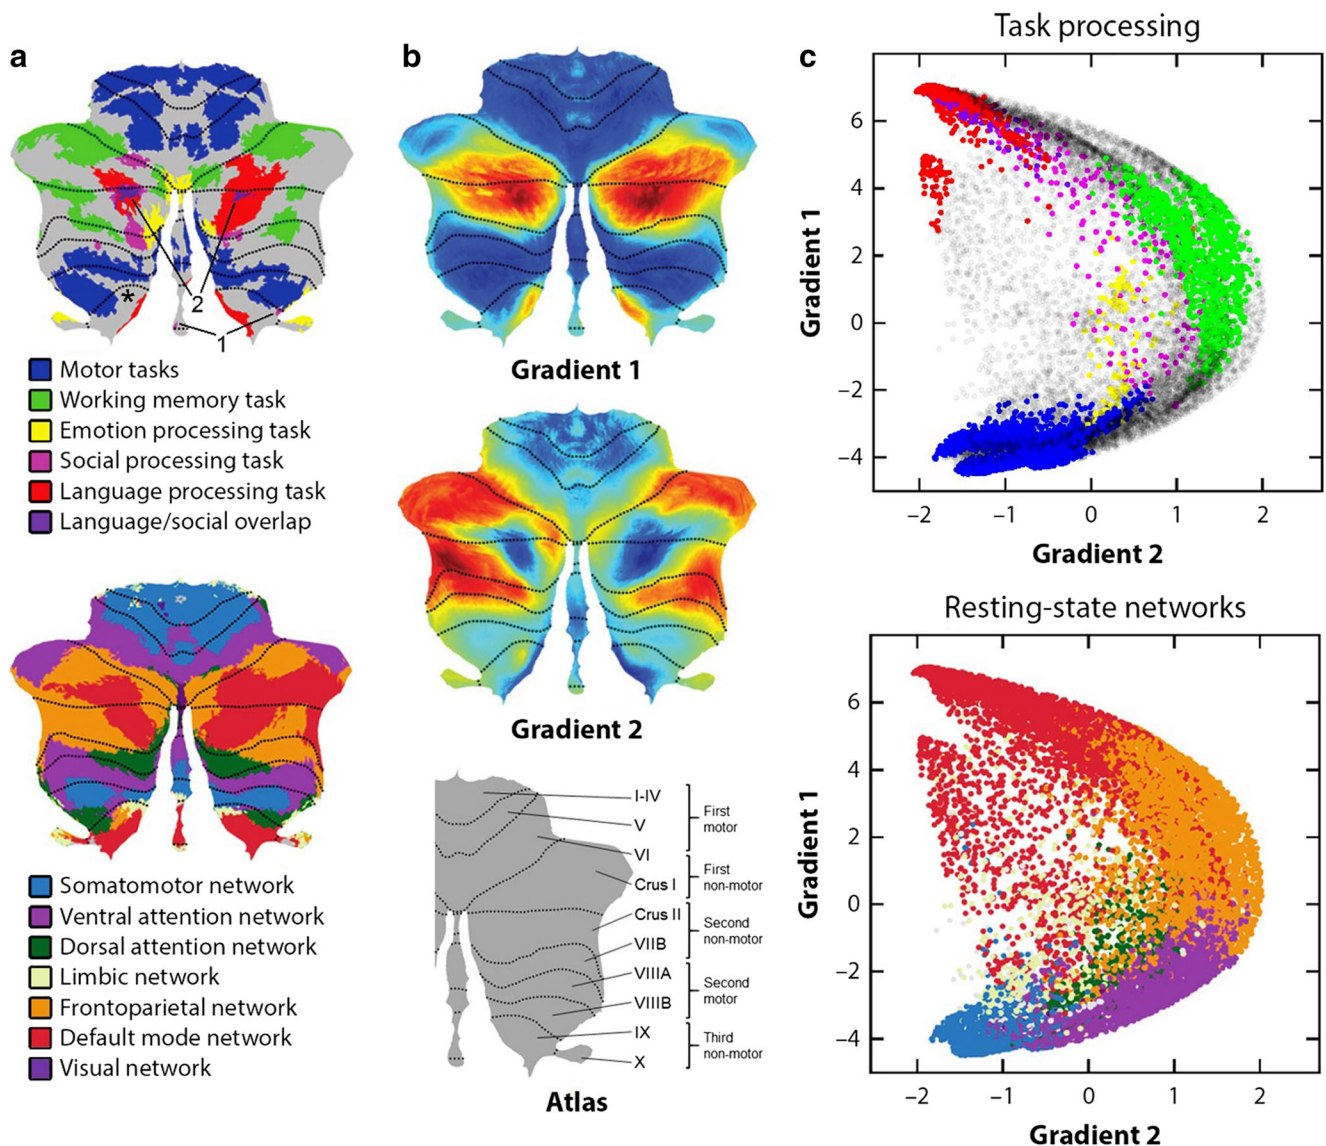 a
*
2
1
Motor tasks
Working memory task
Emotion processing task
Social processing task
Language processing task
Language/social overlap
Somatomotor network
Ventral attention network
Dorsal attention network
Limbic network
Frontoparietal network
Default mode network
Visual network
b
Gradient 1
Gradient 2
I-IV
V
VI
Crus I
Crus II
VIIB
VIIIA
VIIIB
IX
X
First
motor
First
non-motor
Second
non-motor
Second
motor
Third
non-motor
Atlas
c
Task processing
Gradient 1
6
4
2
0
−2
−4
−2 −1 0 1 2
Gradient 2
Resting-state networks
Gradient 1
6
4
2
0
−2
−4
−2 −1 0 1 2
Gradient 2